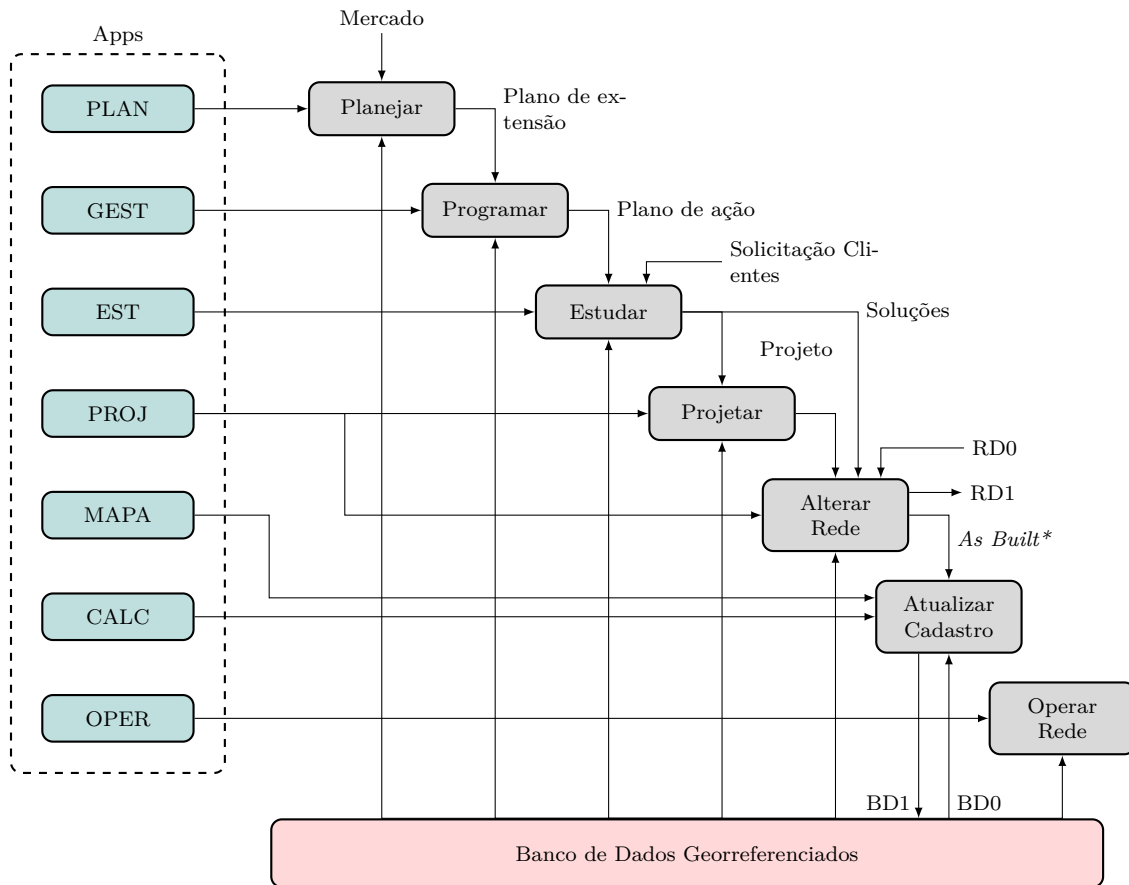 Mercado
Apps
PLAN
Planejar
Plano de ex-
tensão
GEST
Programar
Plano de ação
Solicitação Cli-
entes
EST
Estudar
Soluções
Projeto
PROJ
Projetar
RD0
RD1
MAPA
Alterar
Rede
As Built*
CALC
Atualizar
Cadastro
OPER
Operar
Rede
BD1
BD0
Banco de Dados Georreferenciados